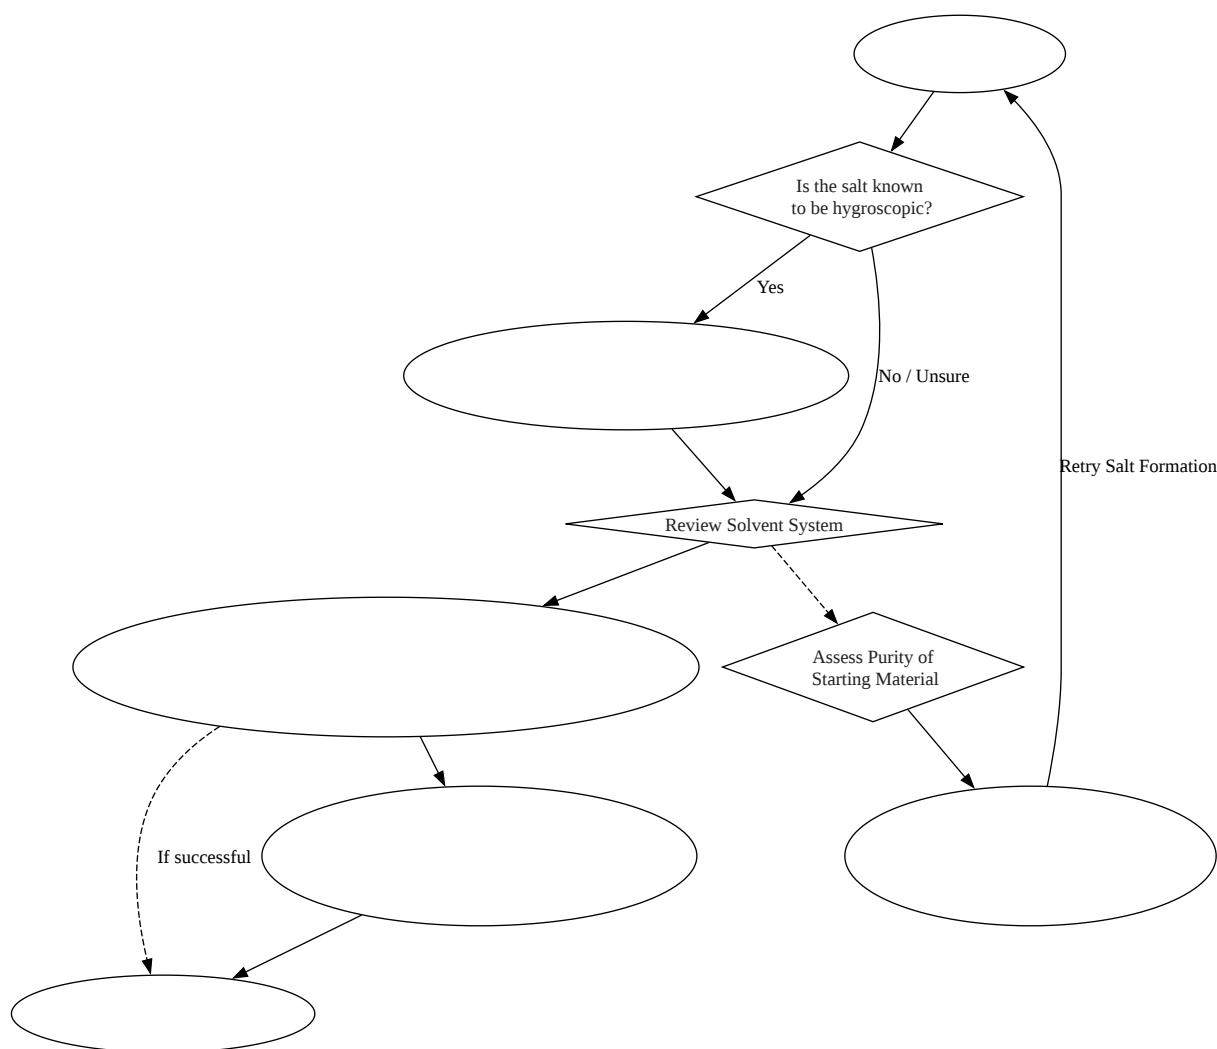 Is the salt known
to be hygroscopic?
Yes
No / Unsure
Retry Salt Formation
Review Solvent System
Assess Purity of
Starting Material
If successful